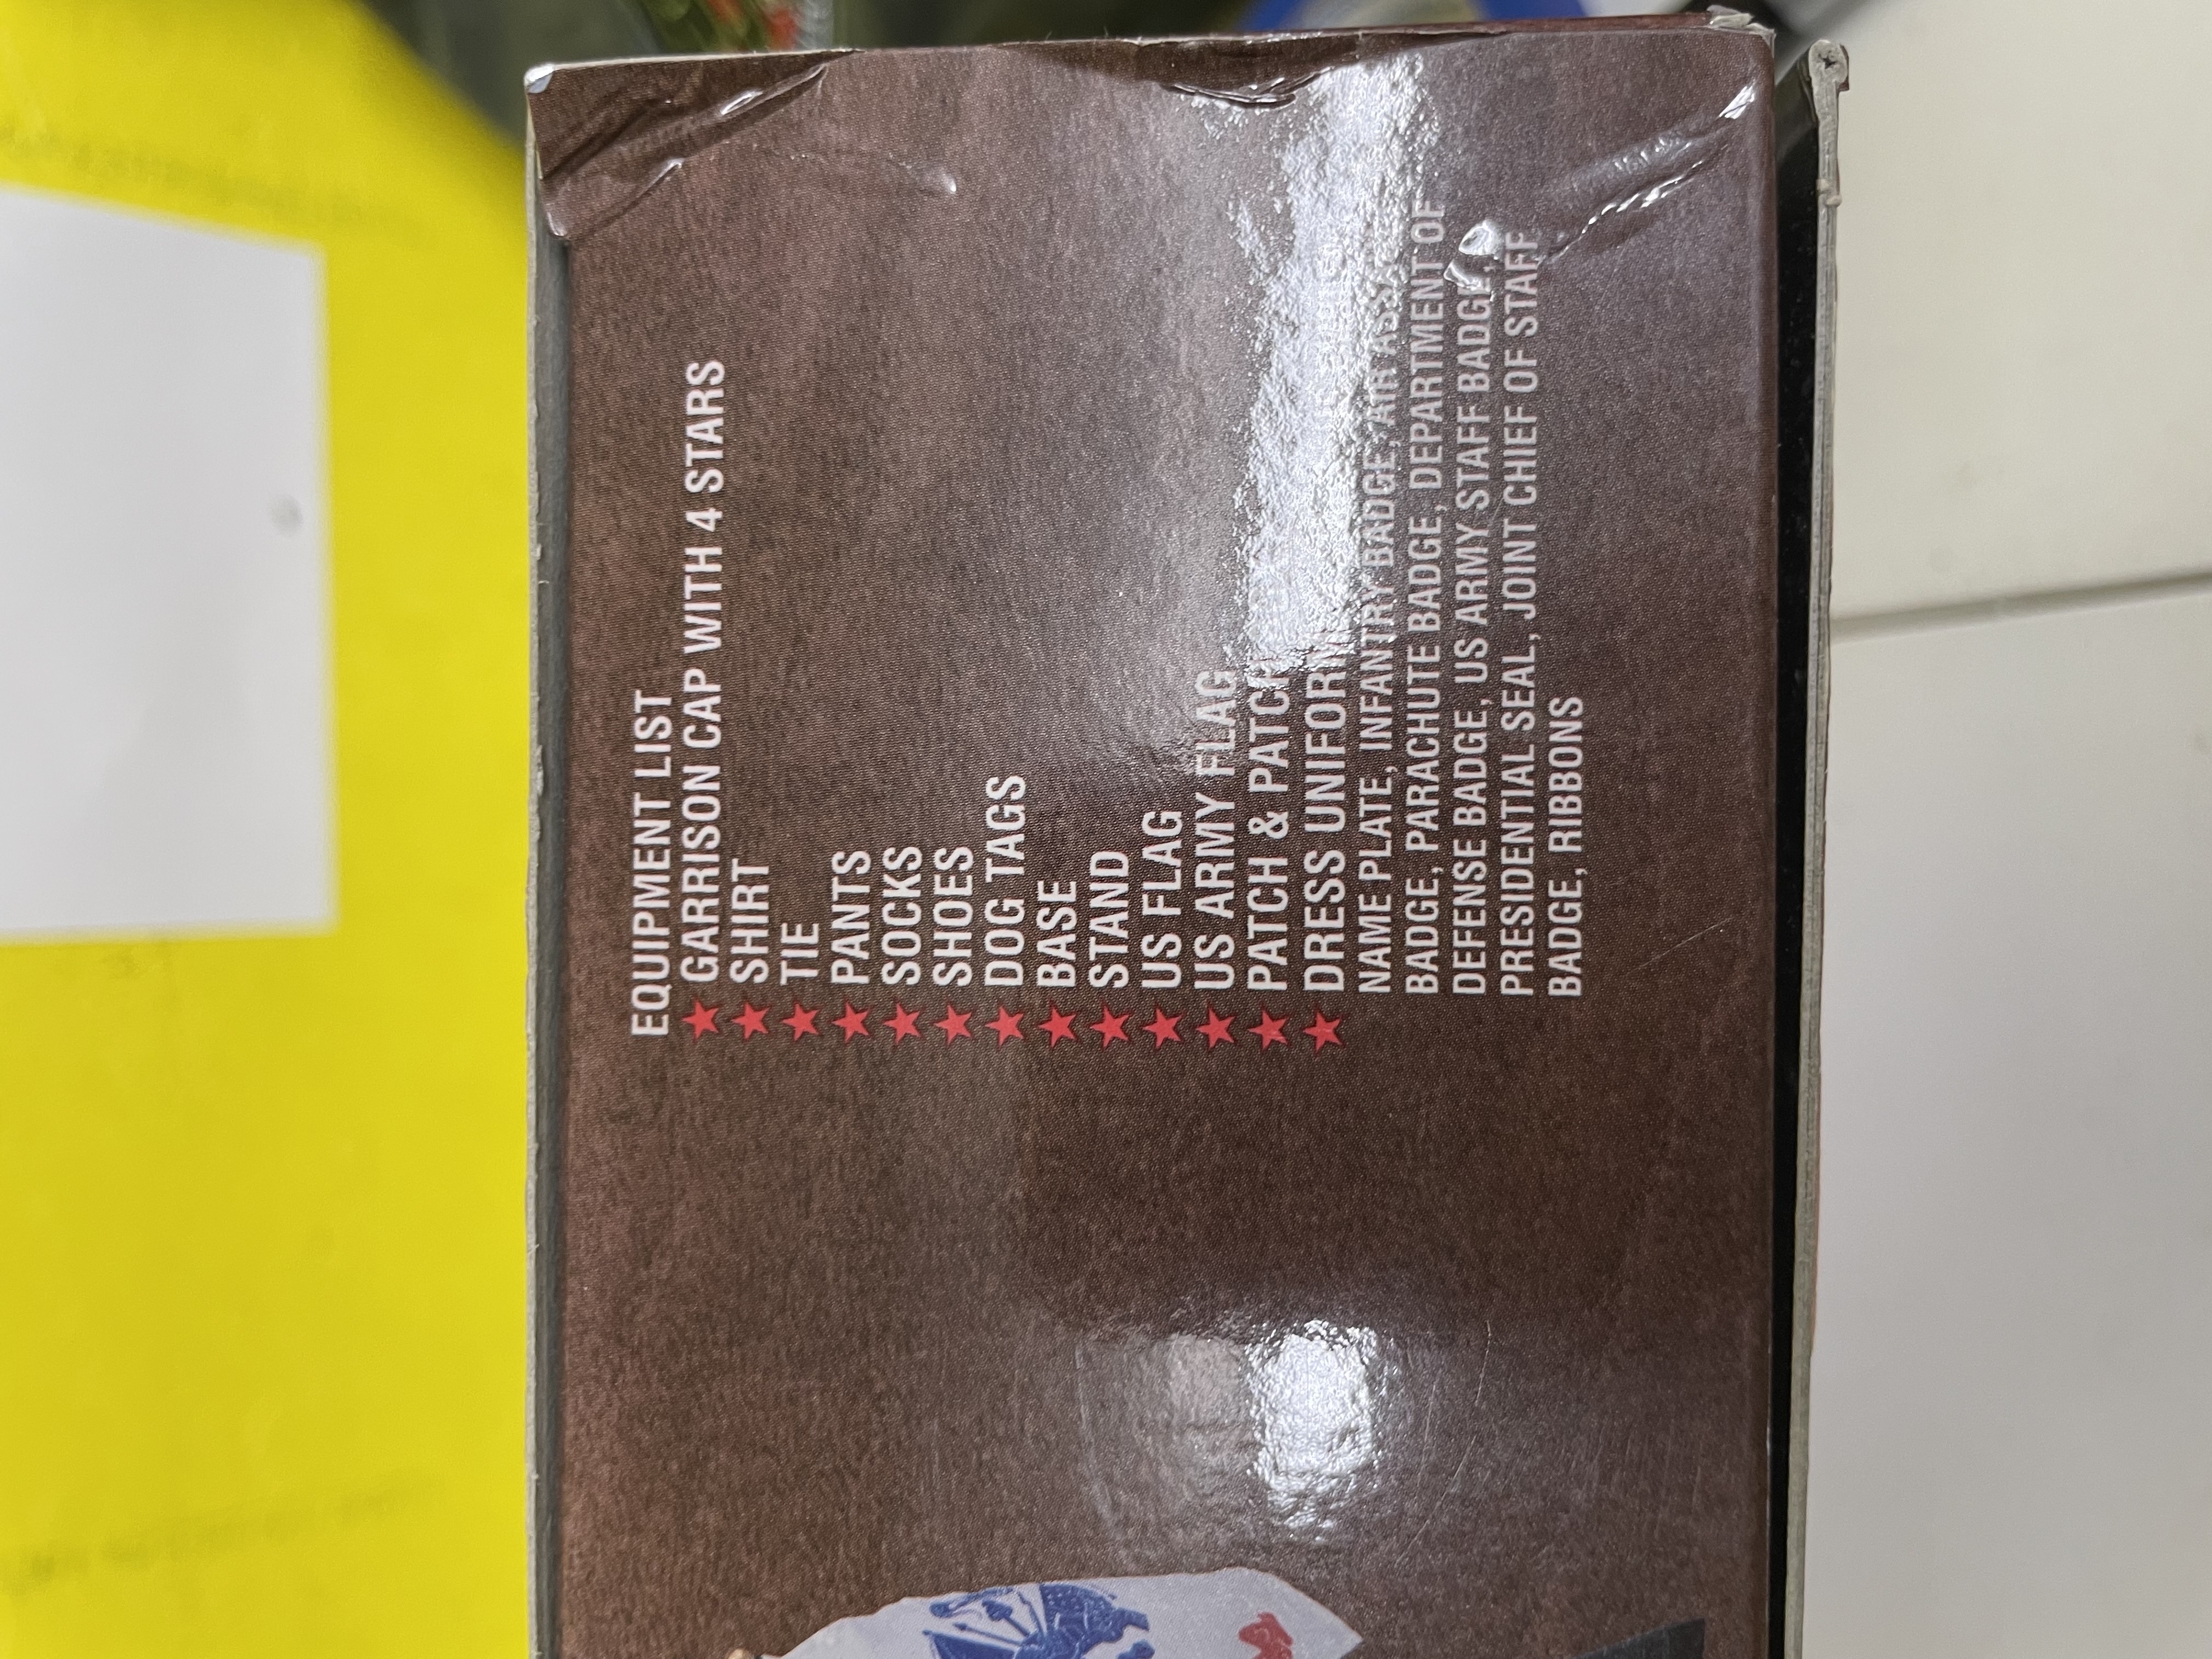 EQUIPMENT LIST
GARRISON CAP WITH 4 STARS
SHIRT
TIE
PANTS
SOCKS
SHOES
DOG TAGS
BASE
STAND
US FLAG
US ARMY FLAG
PATCH & PATCH
DRESS UNIFORM
NAME PLATE, INFANTRY BADGE, AIR ASS
BADGE, PARACHUTE BADGE, DEPARTMENT OF
DEFENSE BADGE, US ARMY STAFF BADGE,
PRESIDENTIAL SEAL, JOINT CHIEF OF STAFF
BADGE, RIBBONS